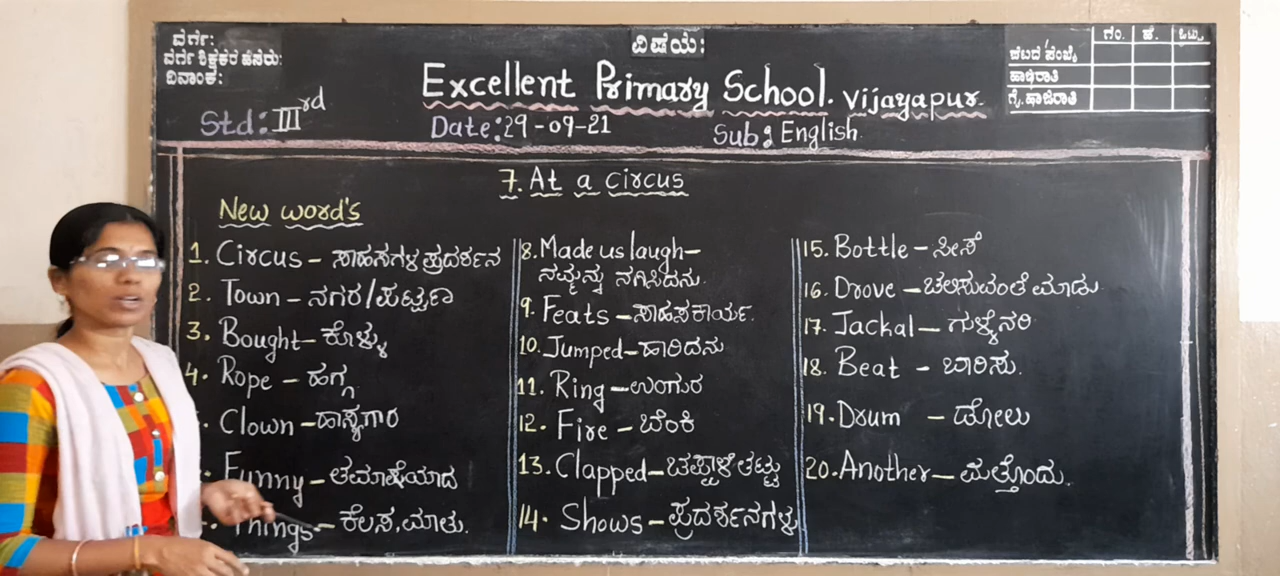 ವರ್ಗ:
ವರ್ಗ ಶಿಕ್ಷಕರ ಹೆಸರು:
ದಿನಾಂಕ:
ವಿಷಯ:
ಗಂ. ಹೆ. ಒಟ್ಟು
ಹಾಜರಾತಿ
ಗೈ.ಹಾಜರಾತಿ
Excellent Primary School. Vijayapur.
Std: IIIrd Date:29-09-21 Sub: English.
7. At a Circus
New word's
1. Circus - ಸಾಹಸಗಳ ಪ್ರದರ್ಶನ
2. Town - ನಗರ/ಪಟ್ಟಣ
3. Bought - ಕೊಳ್ಳು
4. Rope - ಹಗ್ಗ
Clown - ಹಾಸ್ಯಗಾರ
Funny - ತಮಾಷೆಯಾದ
Things - ಕೆಲಸ, ಮಾತು.
8. Made us laugh -
ನಮ್ಮನ್ನು ನಗಿಸಿದನು.
9. Feats - ಸಾಹಸಕಾರ್ಯ.
10. Jumped - ಹಾರಿದನು
11. Ring - ಉಂಗುರ
12. Fire - ಬೆಂಕಿ
13. Clapped - ಚಪ್ಪಾಳೆ ತಟ್ಟು
14. Shows - ಪ್ರದರ್ಶನಗಳು
15. Bottle - ಸೀಸೆ
16. Drove - ಚಲಿಸುವಂತೆ ಮಾಡು
17. Jackal - ಗುಳ್ಳೆನರಿ
18. Beat - ಬಾರಿಸು.
19. Drum - ಡೋಲು
20. Another - ಮತ್ತೊಂದು.